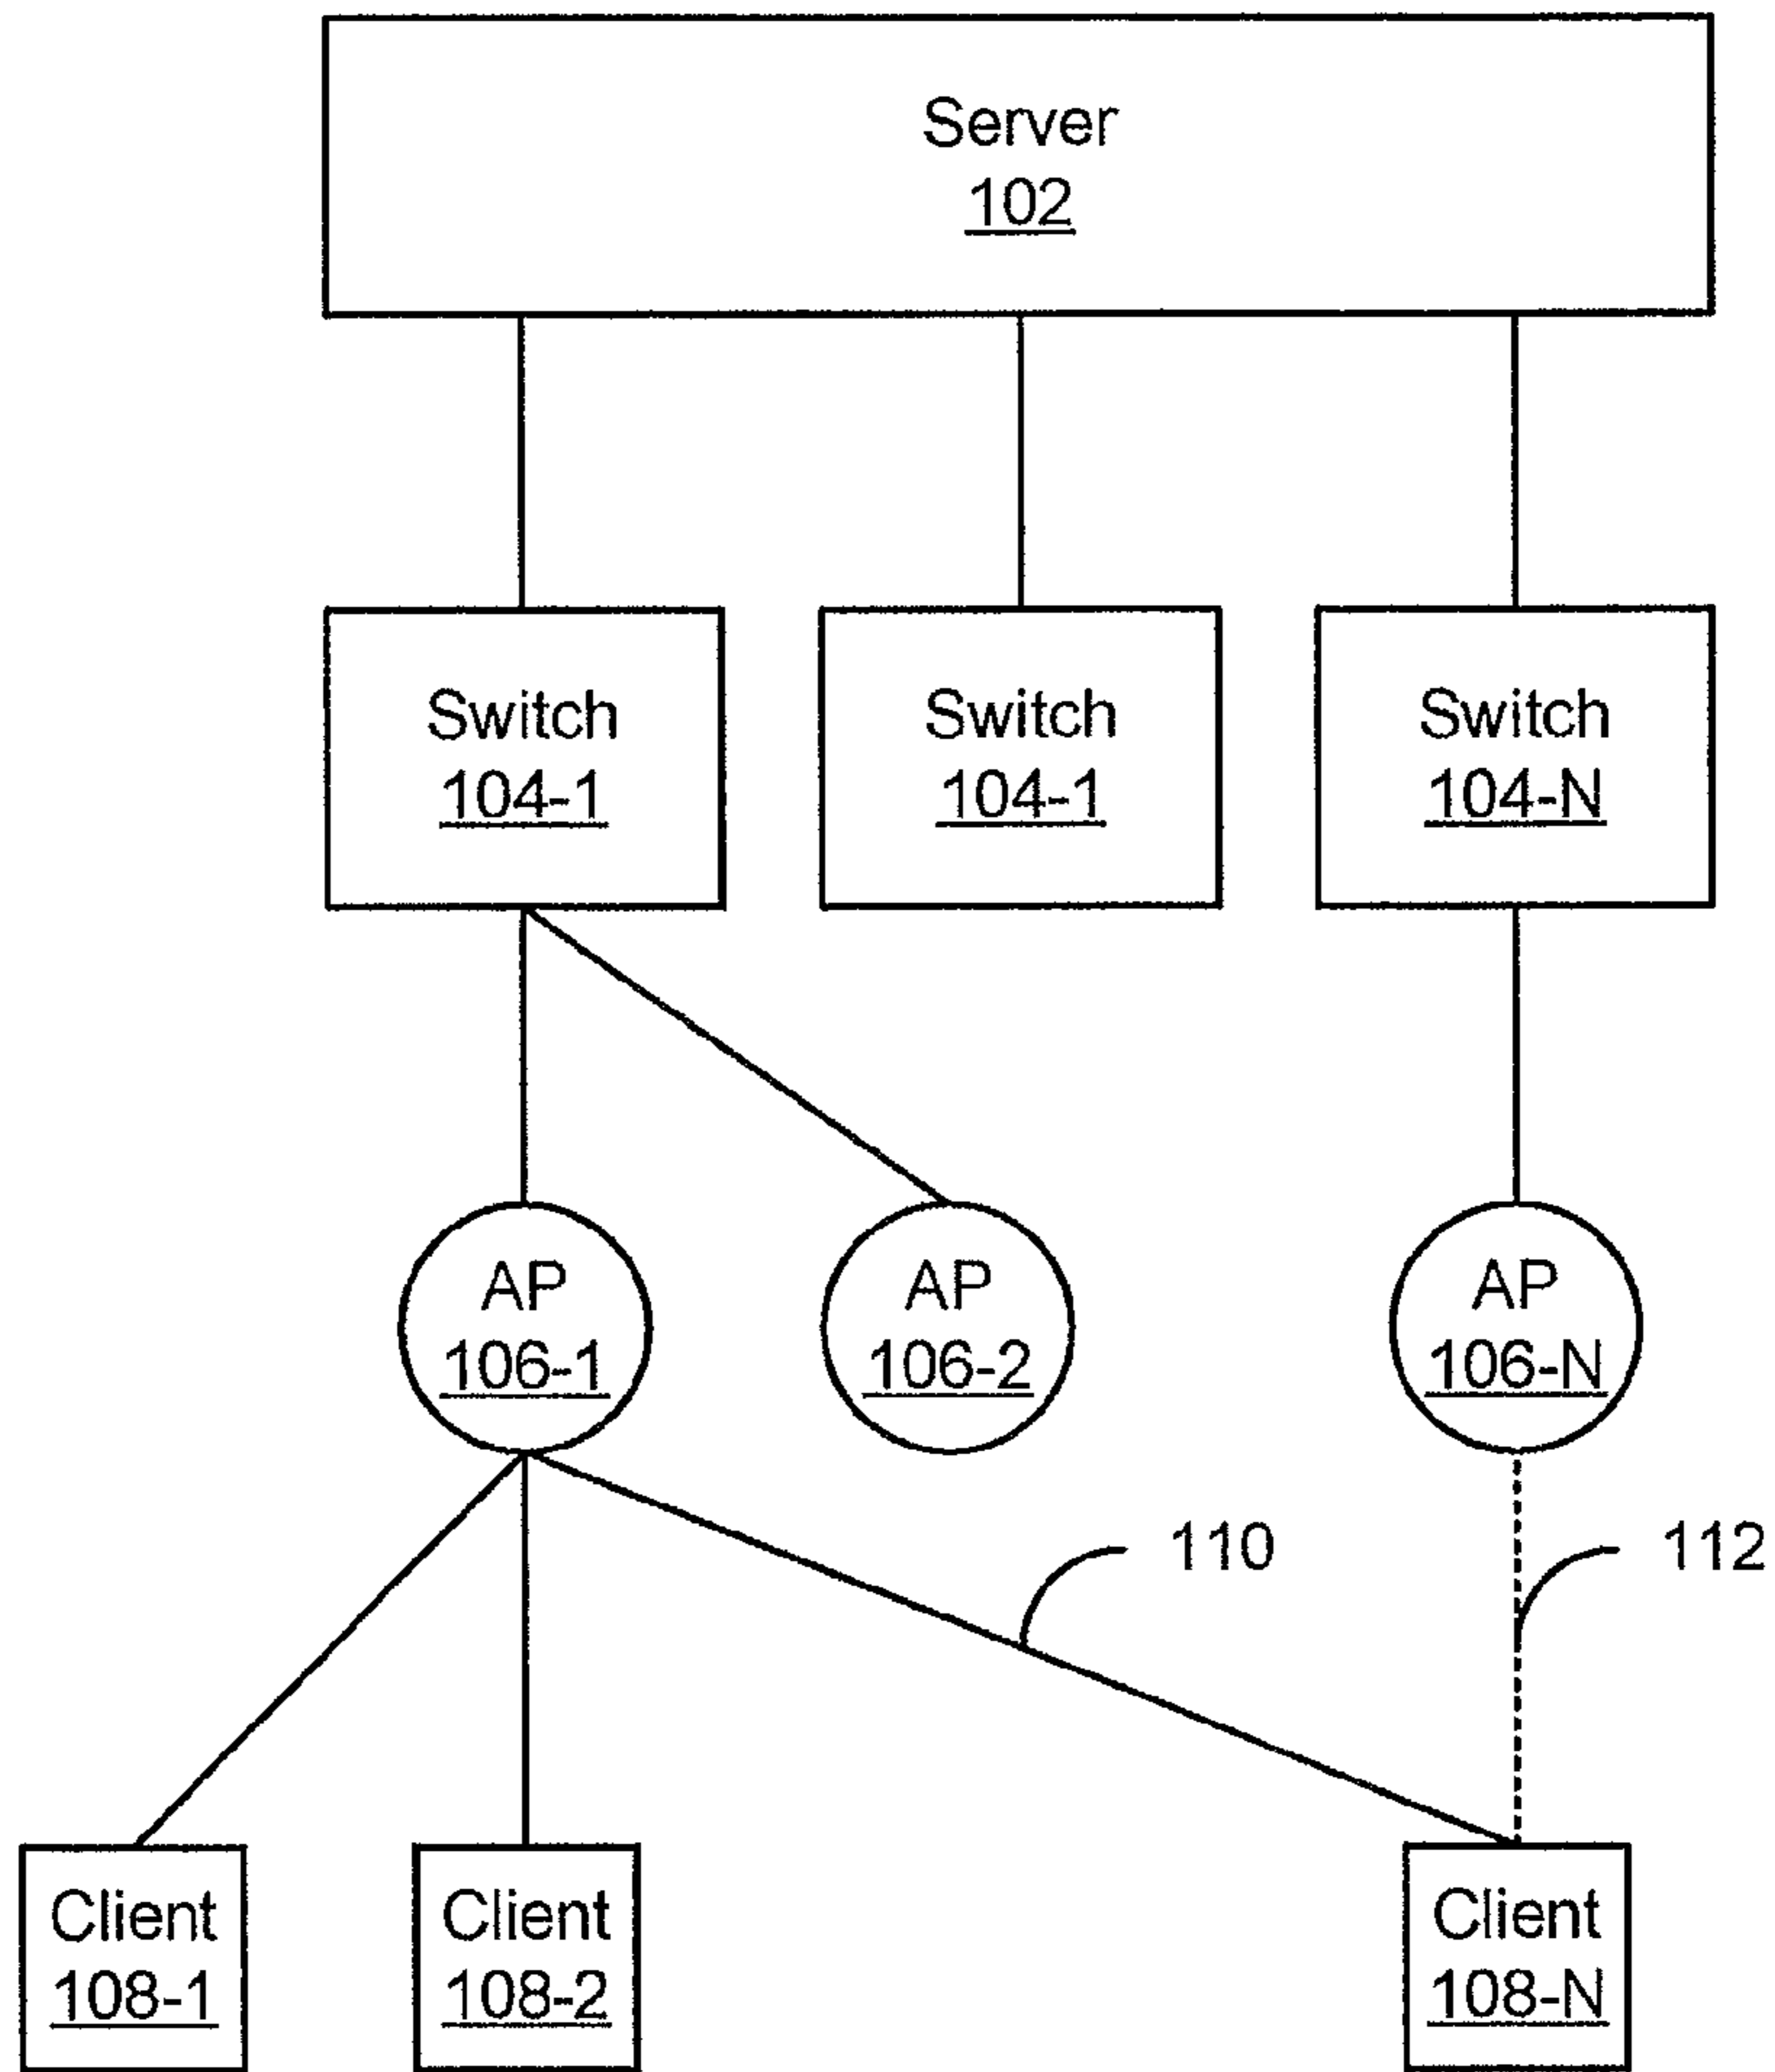 Server
102
Switch
104-1
Switch
104-1
Switch
104-N
AP
106-1
AP
106-2
AP
106-N
110
112
Client
108-1
Client
108-2
Client
108-N